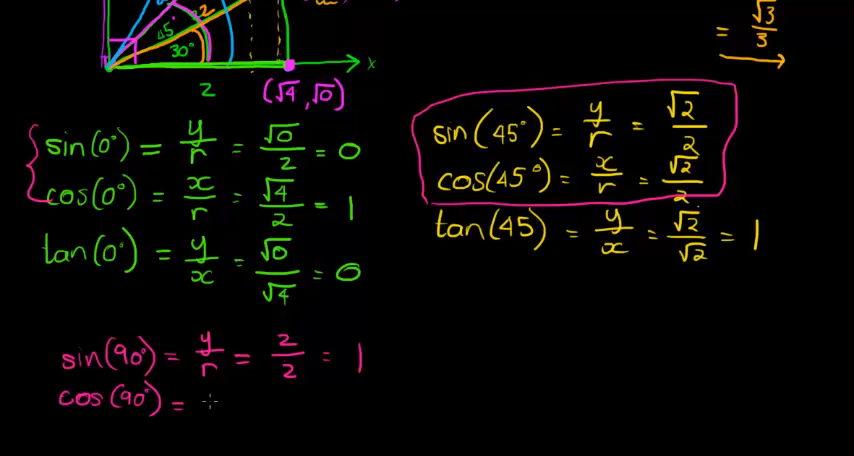 45°
2
30°
x
2
(√4, √0)
= √3/3
sin(0°) = y/r = √0/2 = 0
cos(0°) = x/r = √4/2 = 1
tan(0°) = y/x = √0/√4 = 0
sin(45°) = y/r = √2/2
cos(45°) = x/r = √2/2
tan(45) = y/x = √2/√2 = 1
sin(90°) = y/r = 2/2 = 1
cos(90°) =